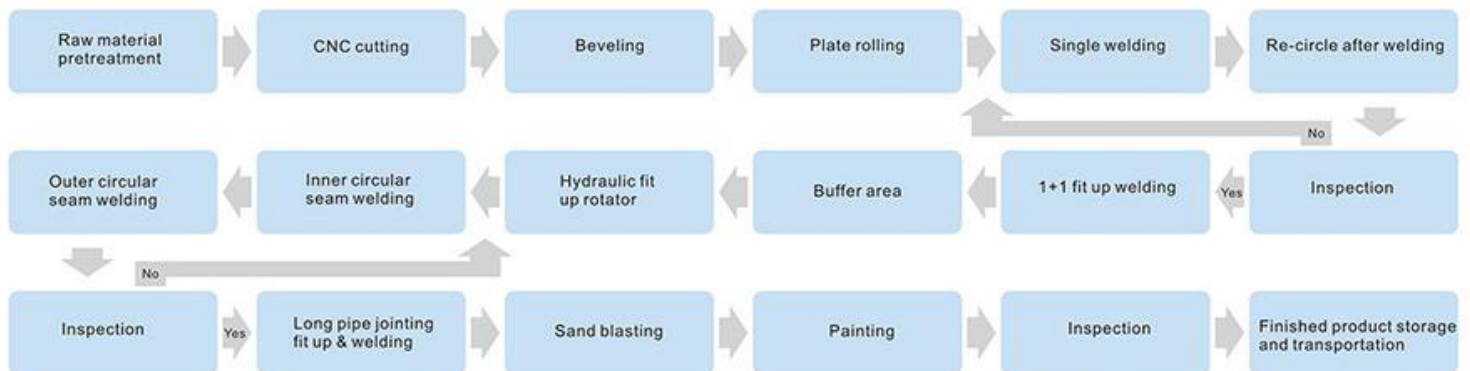 Raw material
pretreatment
CNC cutting
Beveling
Plate rolling
Single welding
Re-circle after welding
No
Inspection
Yes
1+1 fit up welding
Buffer area
Hydraulic fit
up rotator
Inner circular
seam welding
Outer circular
seam welding
No
Inspection
Yes
Long pipe jointing
fit up & welding
Sand blasting
Painting
Inspection
Finished product storage
and transportation